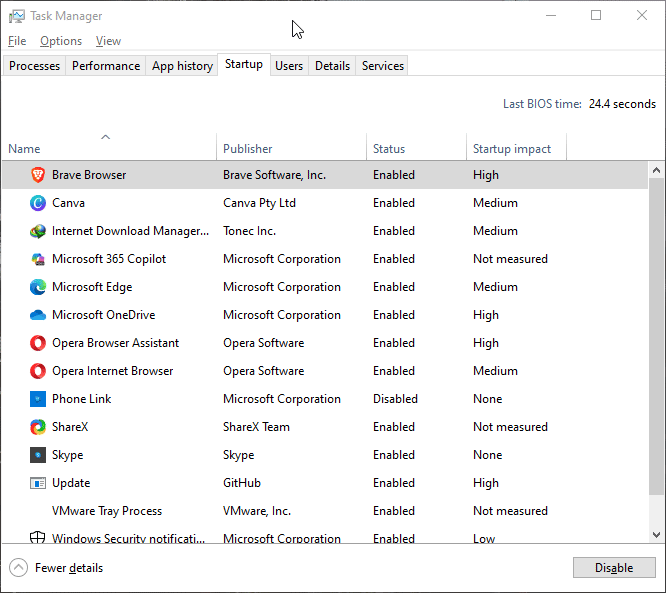 Task Manager
File Options View
Processes Performance App history Startup Users Details Services
Last BIOS time: 24.4 seconds
Name Publisher Status Startup impact
Brave Browser Brave Software, Inc. Enabled High
Canva Canva Pty Ltd Enabled Medium
Internet Download Manager... Tonec Inc. Enabled Medium
Microsoft 365 Copilot Microsoft Corporation Enabled Not measured
Microsoft Edge Microsoft Corporation Enabled Medium
Microsoft OneDrive Microsoft Corporation Enabled High
Opera Browser Assistant Opera Software Enabled High
Opera Internet Browser Opera Software Enabled Medium
Phone Link Microsoft Corporation Disabled None
ShareX ShareX Team Enabled Not measured
Skype Skype Enabled None
Update GitHub Enabled High
VMware Tray Process VMware, Inc. Enabled Not measured
Windows Security notificati... Microsoft Corporation Enabled Low
Fewer details Disable